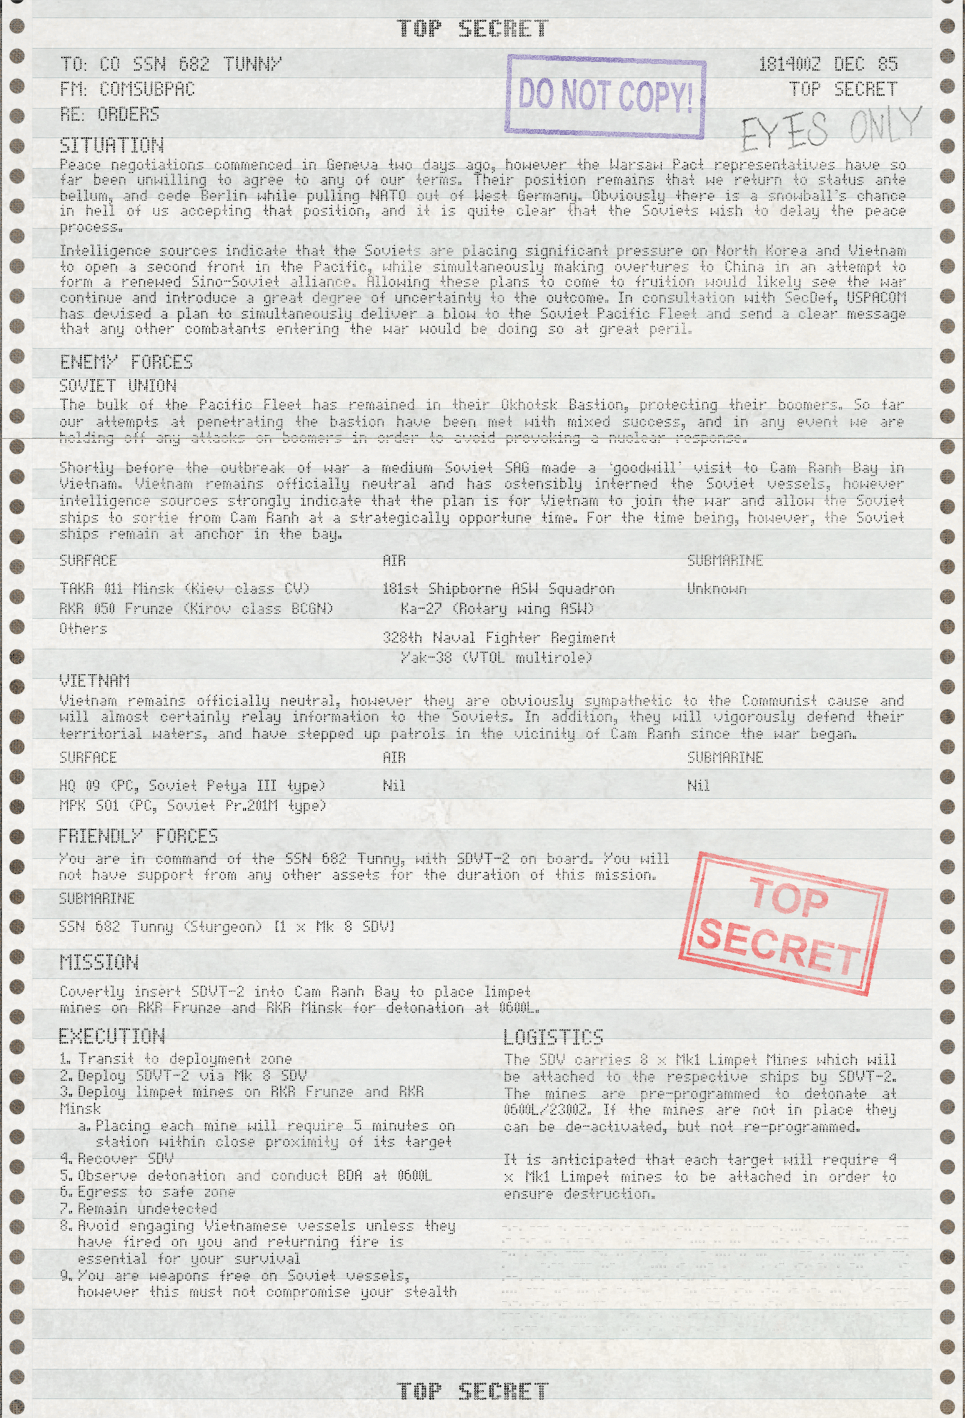 TOP SECRET
TO: CO SSN 682 TUNNY
FM: COMSUBPAC
RE: ORDERS
DO NOT COPY!
181400Z DEC 85
TOP SECRET
EYES ONLY
SITUATION
Peace negotiations commenced in Geneva two days ago, however the Warsaw Pact representatives have so
far been unwilling to agree to any of our terms. Their position remains that we return to status ante
bellum, and cede Berlin while pulling NATO out of West Germany. Obviously there is a snowball's chance
in hell of us accepting that position, and it is quite clear that the Soviets wish to delay the peace
process.
Intelligence sources indicate that the Soviets are placing significant pressure on North Korea and Vietnam
to open a second front in the Pacific, while simultaneously making overtures to China in an attempt to
form a renewed Sino-Soviet alliance. Allowing these plans to come to fruition would likely see the war
continue and introduce a great degree of uncertainty to the outcome. In consultation with SecDef, USPACOM
has devised a plan to simultaneously deliver a blow to the Soviet Pacific Fleet and send a clear message
that any other combatants entering the war would be doing so at great peril.
ENEMY FORCES
SOVIET UNION
The bulk of the Pacific Fleet has remained in their Okhotsk Bastion, protecting their boomers. So far
our attempts at penetrating the bastion have been met with mixed success, and in any event we are
holding off any attacks on boomers in order to avoid provoking a nuclear response.
Shortly before the outbreak of war a medium Soviet SAG made a 'goodwill' visit to Cam Ranh Bay in
Vietnam. Vietnam remains officially neutral and has ostensibly interned the Soviet vessels, however
intelligence sources strongly indicate that the plan is for Vietnam to join the war and allow the Soviet
ships to sortie from Cam Ranh at a strategically opportune time. For the time being, however, the Soviet
ships remain at anchor in the bay.
SURFACE AIR SUBMARINE
TAKR 011 Minsk (Kiev class CV) 181st Shipborne ASW Squadron Unknown
RKR 050 Frunze (Kirov class BCGN) Ka-27 (Rotary wing ASW)
Others
328th Naval Fighter Regiment
Yak-38 (VTOL multirole)
VIETNAM
Vietnam remains officially neutral, however they are obviously sympathetic to the Communist cause and
will almost certainly relay information to the Soviets. In addition, they will vigorously defend their
territorial waters, and have stepped up patrols in the vicinity of Cam Ranh since the war began.
SURFACE AIR SUBMARINE
HQ 09 (PC, Soviet Petya III type) Nil Nil
MPK S01 (PC, Soviet Pr.201M type)
FRIENDLY FORCES
You are in command of the SSN 682 Tunny, with SDVT-2 on board. You will
not have support from any other assets for the duration of this mission.
SUBMARINE
SSN 682 Tunny (Sturgeon) [1 x Mk 8 SDV]
TOP
SECRET
MISSION
Covertly insert SDVT-2 into Cam Ranh Bay to place limpet
mines on RKR Frunze and RKR Minsk for detonation at 0600L.
EXECUTION
1. Transit to deployment zone
2. Deploy SDVT-2 via Mk 8 SDV
3. Deploy limpet mines on RKR Frunze and RKR
Minsk
a. Placing each mine will require 5 minutes on
station within close proximity of its target
4. Recover SDV
5. Observe detonation and conduct BDA at 0600L
6. Egress to safe zone
7. Remain undetected
8. Avoid engaging Vietnamese vessels unless they
have fired on you and returning fire is
essential for your survival
9. You are weapons free on Soviet vessels,
however this must not compromise your stealth
LOGISTICS
The SDV carries 8 x Mk1 Limpet Mines which will
be attached to the respective ships by SDVT-2.
The mines are pre-programmed to detonate at
0600L/2300Z. If the mines are not in place they
can be de-activated, but not re-programmed.
It is anticipated that each target will require 4
x Mk1 Limpet mines to be attached in order to
ensure destruction.
TOP SECRET